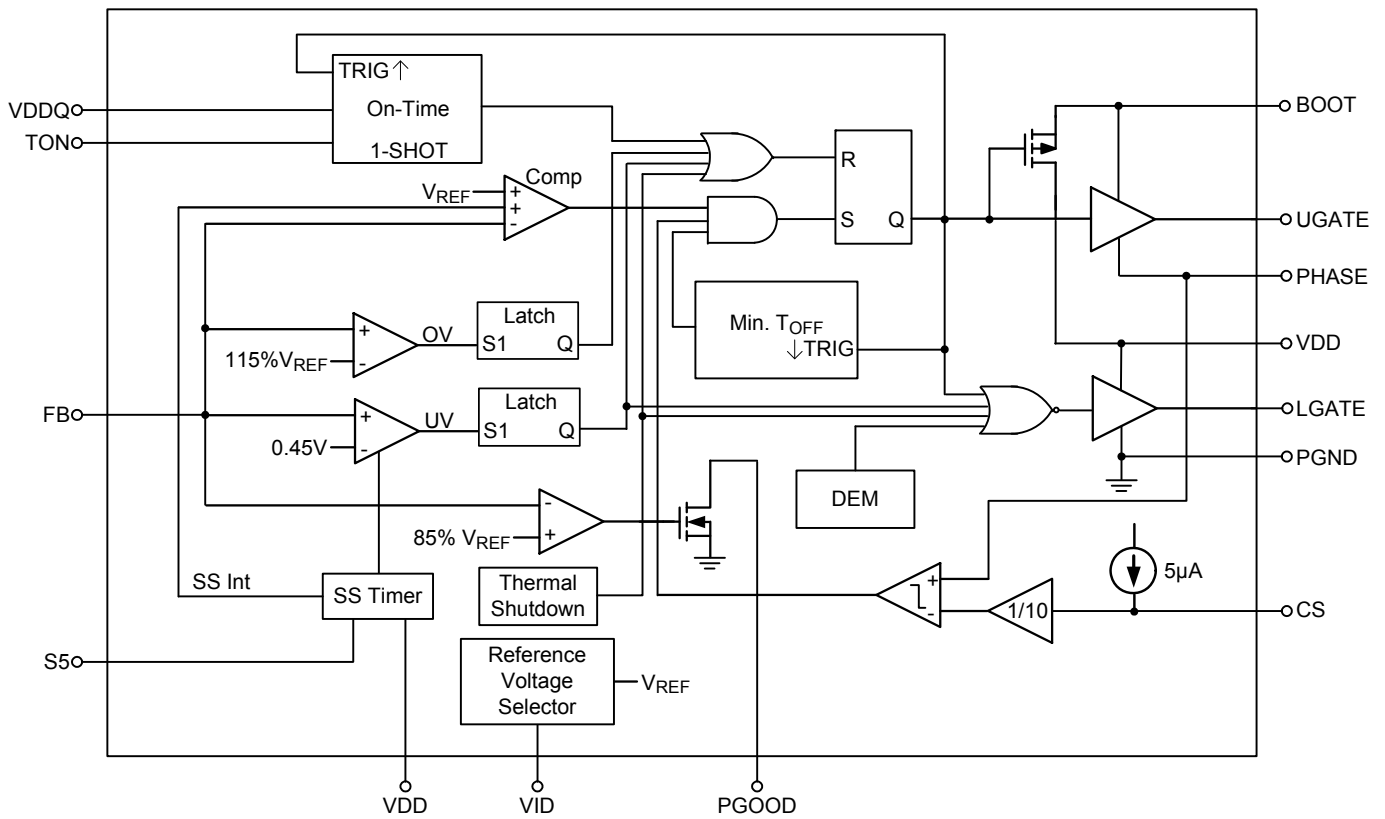 TRIG↑
On-Time
1-SHOT
VDDQ
TON
VREF
+
+
-
Comp
R
S
Q
BOOT
UGATE
PHASE
VDD
LGATE
PGND
Min. TOFF
↓TRIG
+
-
115%VREF
OV
Latch
S1
Q
FB
+
-
0.45V
UV
Latch
S1
Q
DEM
-
+
85% VREF
SS Int
SS Timer
Thermal
Shutdown
+
-
1/10
5µA
CS
S5
Reference
Voltage
Selector
VREF
VDD
VID
PGOOD